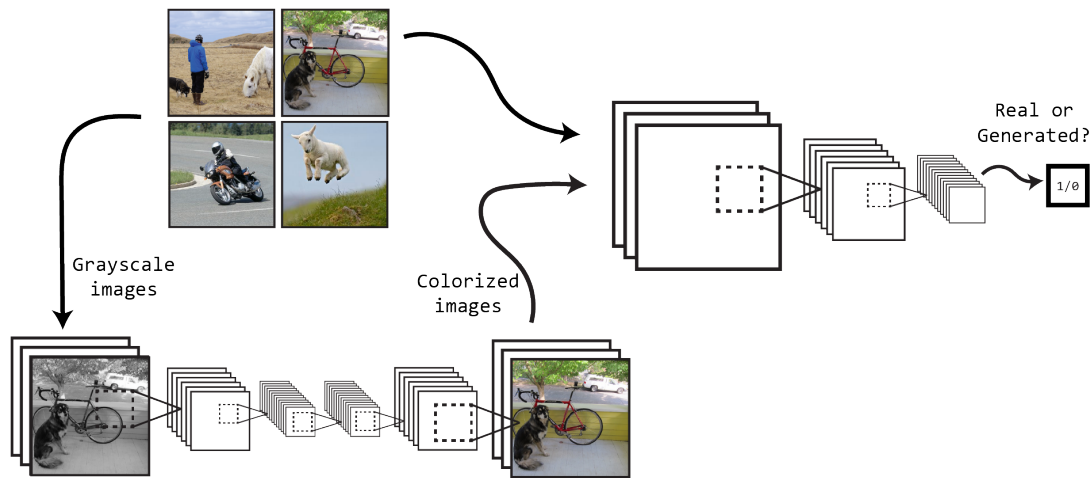 Real or
Generated?
1/0
Grayscale
images
Colorized
images